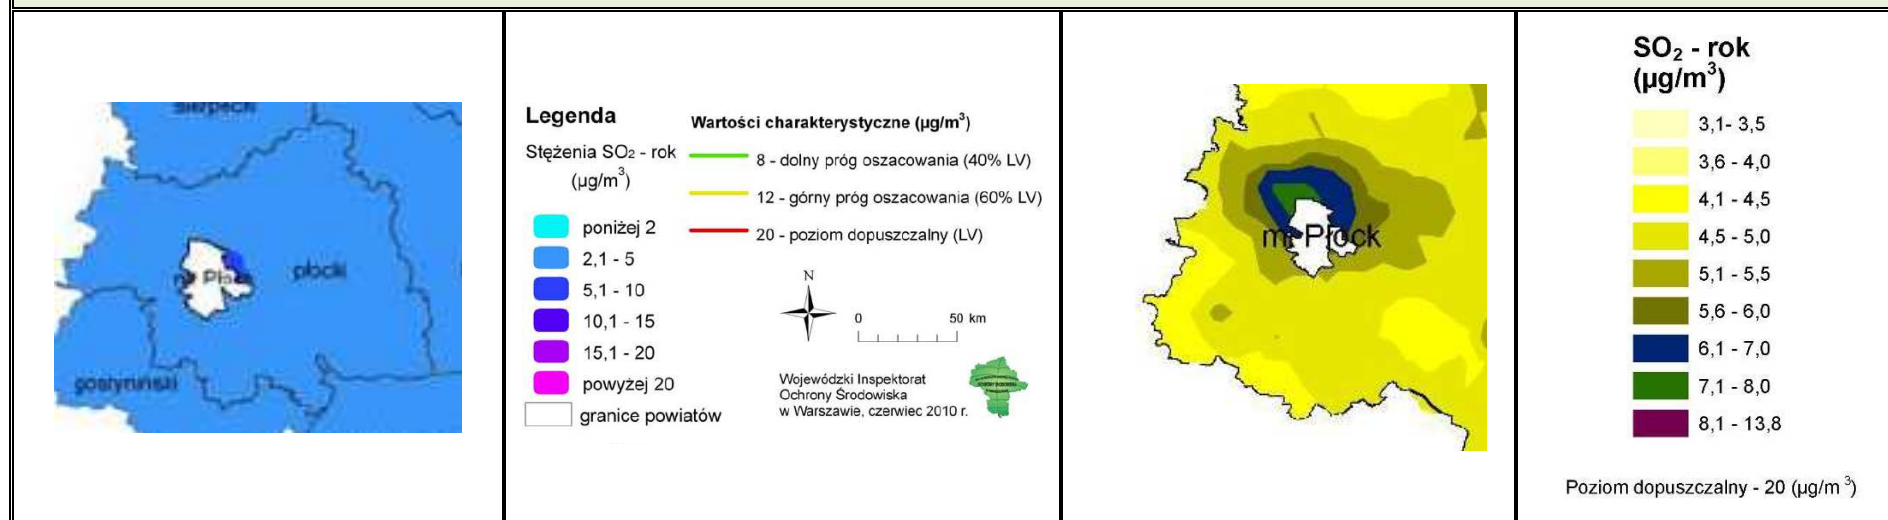 sierpecki
m. Płock
płocki
gostyniński
Legenda
Stężenia SO₂ - rok
(µg/m³)
poniżej 2
2,1 - 5
5,1 - 10
10,1 - 15
15,1 - 20
powyżej 20
granice powiatów
Wartości charakterystyczne (µg/m³)
8 - dolny próg oszacowania (40% LV)
12 - górny próg oszacowania (60% LV)
20 - poziom dopuszczalny (LV)
N
0 50 km
Wojewódzki Inspektorat
Ochrony Środowiska
w Warszawie, czerwiec 2010 r.
m. Płock
SO₂ - rok
(µg/m³)
3,1- 3,5
3,6 - 4,0
4,1 - 4,5
4,5 - 5,0
5,1 - 5,5
5,6 - 6,0
6,1 - 7,0
7,1 - 8,0
8,1 - 13,8
Poziom dopuszczalny - 20 (µg/m ³)